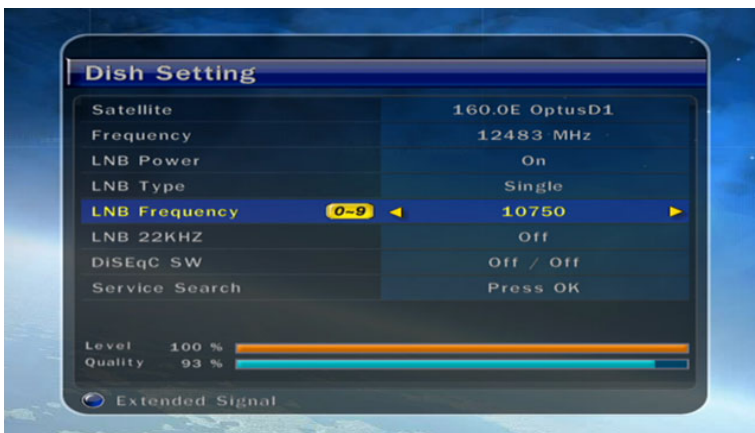 Dish Setting
Satellite 160.0E OptusD1
Frequency 12483 MHz
LNB Power On
LNB Type Single
LNB Frequency 0~9 10750
LNB 22KHZ Off
DiSEqC SW Off / Off
Service Search Press OK
Level 100 %
Quality 93 %
Extended Signal